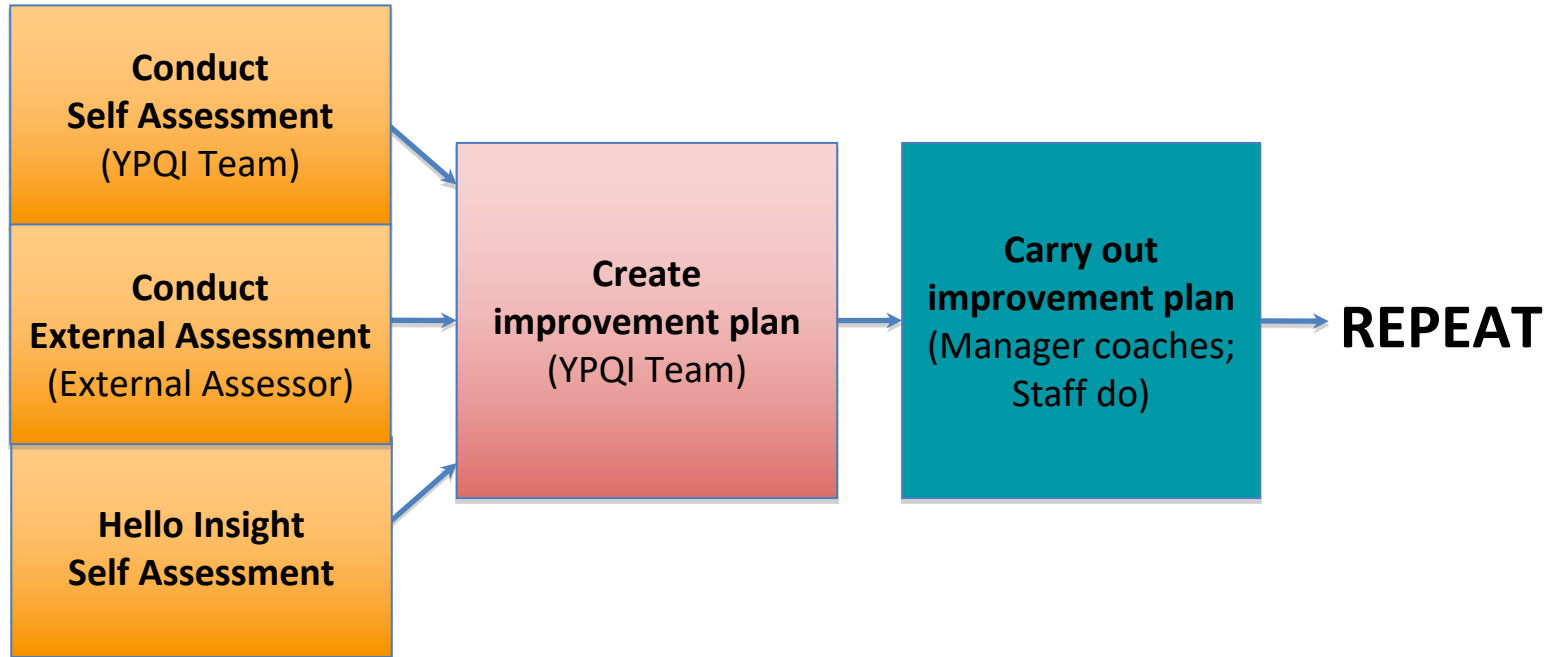 Conduct
Self Assessment
(YPQI Team)
Conduct
External Assessment
(External Assessor)
Hello Insight
Self Assessment
Create
improvement plan
(YPQI Team)
Carry out
improvement plan
(Manager coaches;
Staff do)
REPEAT